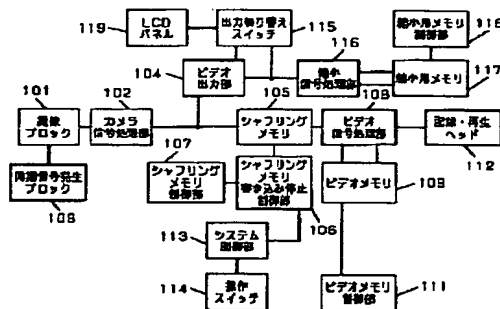 119
LCD
パネル
出力切り替え
スイッチ
115
縮小用メモリ
制御部
118
104
ビデオ
出力部
116
縮小
信号処理部
縮小用メモリ
117
101
撮像
ブロック
102
カメラ
信号処理部
105
シャフリング
メモリ
108
ビデオ
信号処理部
記録・再生
ヘッド
112
同期信号発生
ブロック
107
シャフリング
メモリ
制御部
シャフリング
メモリ
書き込み停止
制御部
106
ビデオメモリ
109
113
システム
制御部
114
操作
スイッチ
ビデオメモリ
制御部
111